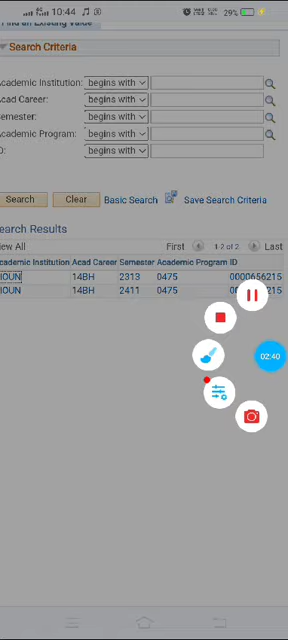 10:44
29%
Find an Existing Value
Search Criteria
Academic Institution: begins with
Acad Career: begins with
Semester: begins with
Academic Program: begins with
ID: begins with
Search Clear Basic Search Save Search Criteria
Search Results
View All First 1-2 of 2 Last
Academic Institution Acad Career Semester Academic Program ID
IOUN 14BH 2313 0475 0000656215
IOUN 14BH 2411 0475 215
02:40